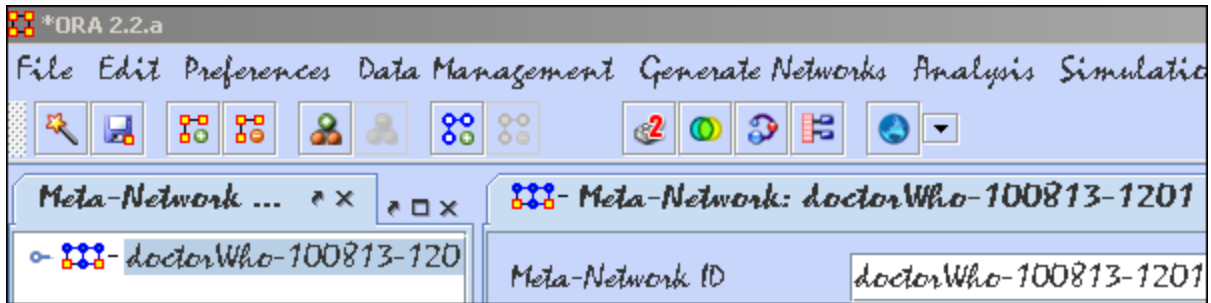 *ORA 2.2.a
File Edit Preferences Data Management Generate Networks Analysis Simulatio
2
Meta-Network ...
Meta-Network: doctorWho-100813-1201
doctorWho-100813-120
Meta-Network ID doctorWho-100813-1201